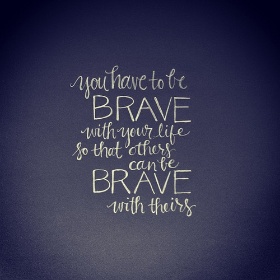 you have to be
BRAVE
with your life
so that others
can be
BRAVE
with theirs